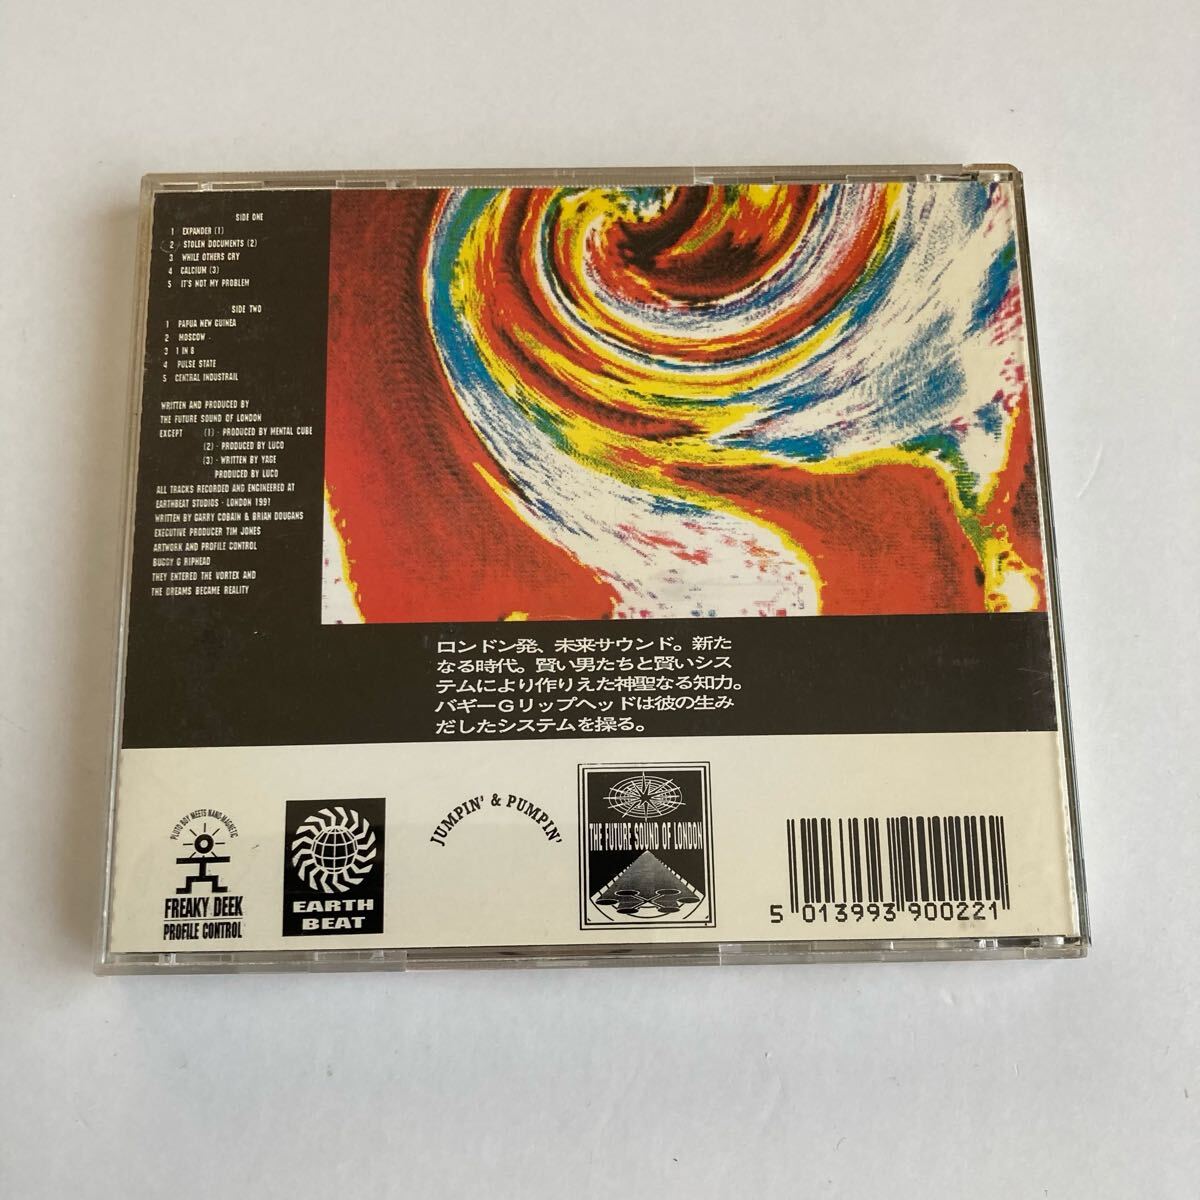 SIDE ONE
1 EXPANDER (1)
2 STOLEN DOCUMENTS (2)
3 WHILE OTHERS CRY
4 CALCIUM (3)
5 IT'S NOT MY PROBLEM
SIDE TWO
1 PAPUA NEW GUINEA
2 MOSCOW
3 1 IN 8
4 PULSE STATE
5 CENTRAL INDUSTRAIL
WRITTEN AND PRODUCED BY
THE FUTURE SOUND OF LONDON
EXCEPT (1) - PRODUCED BY MENTAL CUBE
(2) - PRODUCED BY LUCO
(3) - WRITTEN BY YAGE
PRODUCED BY LUCO
ALL TRACKS RECORDED AND ENGINEERED AT
EARTHBEAT STUDIOS - LONDON 1991
WRITTEN BY GARRY COBAIN & BRIAN DOUGANS
EXECUTIVE PRODUCER TIM JONES
ARTWORK AND PROFILE CONTROL
BUGGY G RIPHEAD
THEY ENTERED THE VORTEX AND
THE DREAMS BECAME REALITY
ロンドン発、未来サウンド。新た
なる時代。賢い男たちと賢いシス
テムにより作りえた神聖なる知力。
バギーGリップヘッドは彼の生み
だしたシステムを操る。
PLUTO BOY MEETS NANO-MAGNETIC
FREAKY DEEK
PROFILE CONTROL
EARTH
BEAT
JUMPIN' & PUMPIN'
THE FUTURE SOUND OF LONDON
5 013993 900221